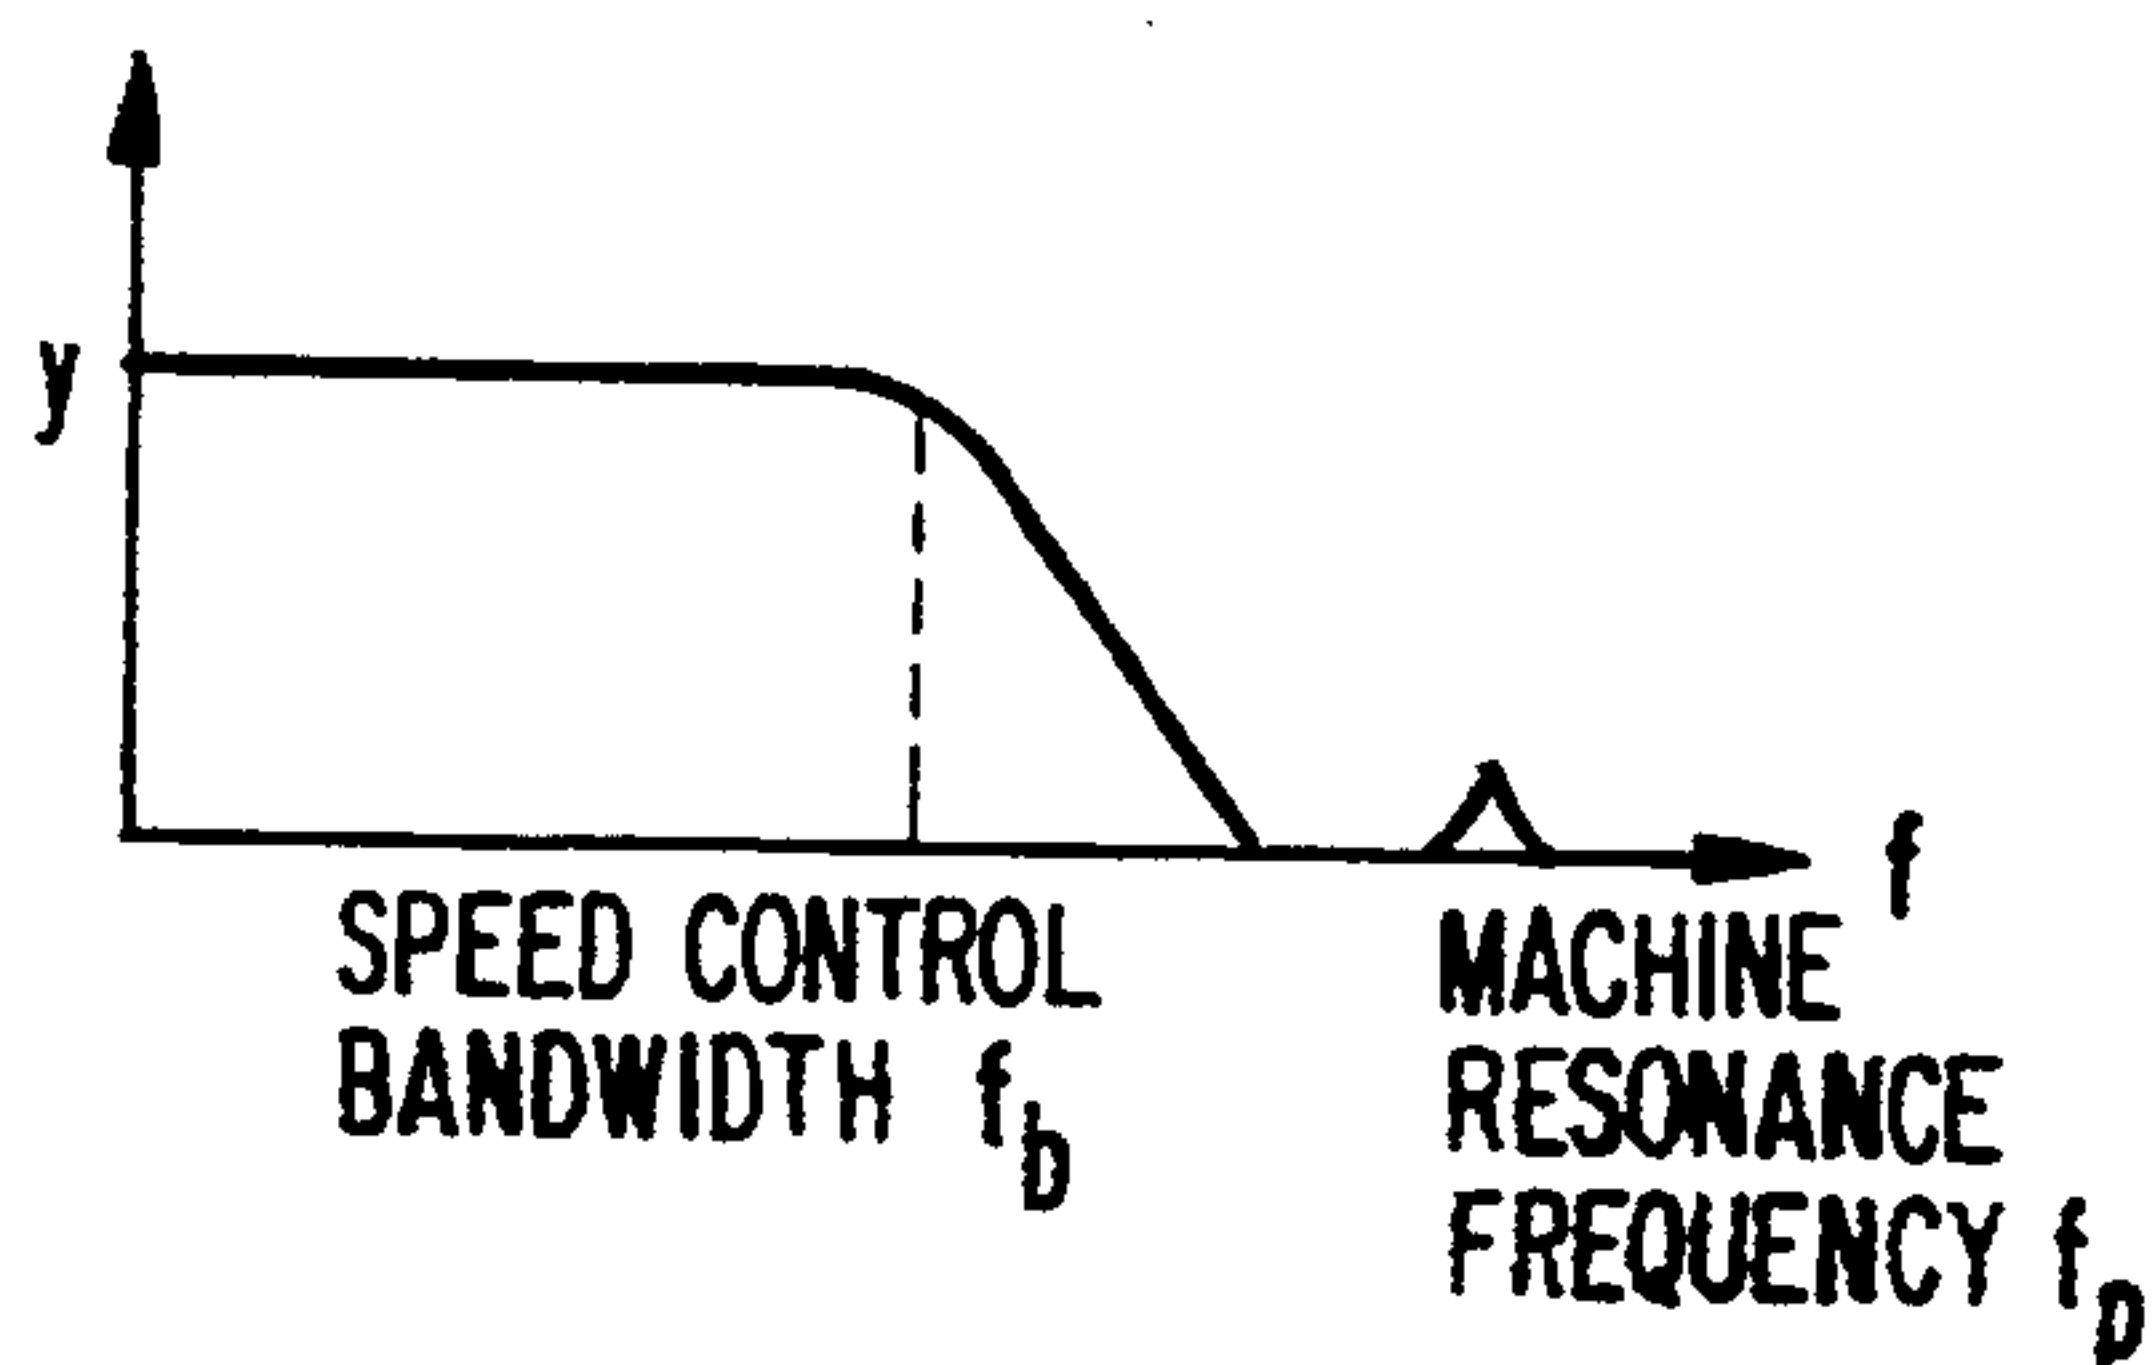 y
f
SPEED CONTROL
BANDWIDTH fb
MACHINE
RESONANCE
FREQUENCY fp